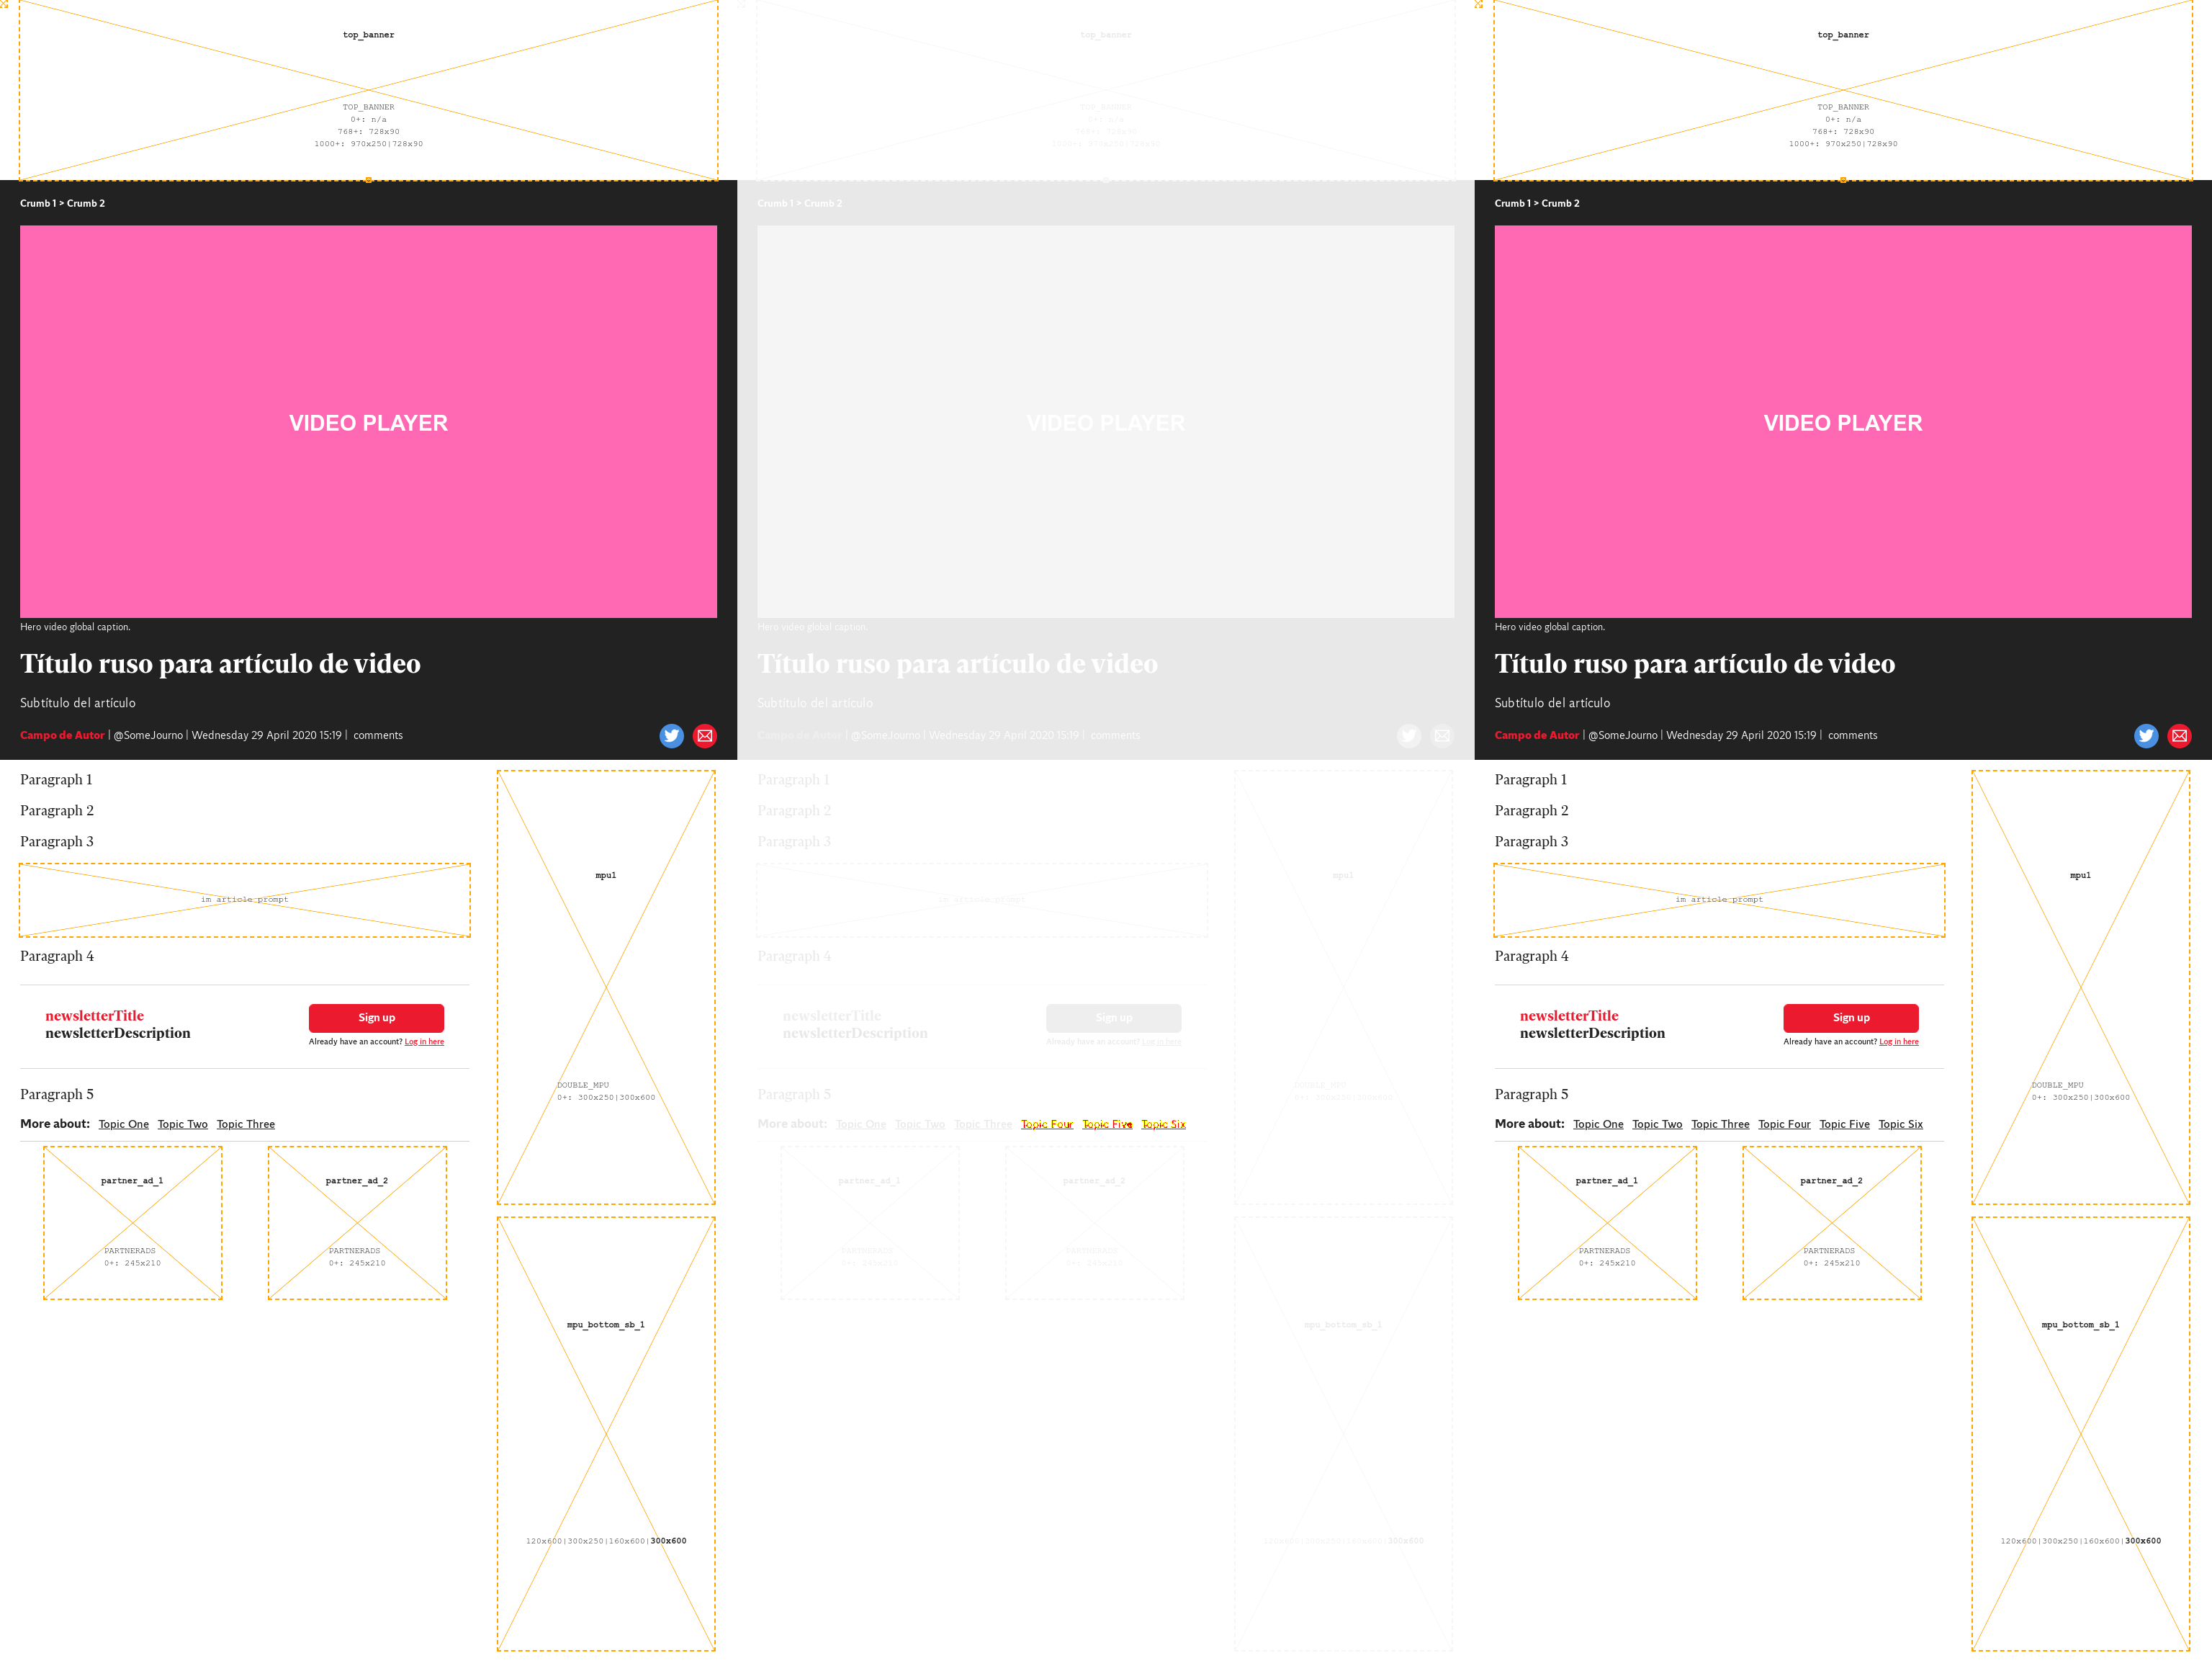 top_banner
TOP_BANNER
0+: n/a
768+: 728x90
1000+: 970x250|728x90
Crumb 1 > Crumb 2
VIDEO PLAYER
Hero video global caption.
Título ruso para artículo de video
Subtítulo del artículo
Campo de Autor | @SomeJourno | Wednesday 29 April 2020 15:19 | comments
Paragraph 1
Paragraph 2
Paragraph 3
im article prompt
Paragraph 4
newsletterTitle
newsletterDescription
Sign up
Already have an account? Log in here
Paragraph 5
More about: Topic One Topic Two Topic Three
partner_ad_1
PARTNERADS
0+: 245x210
partner_ad_2
PARTNERADS
0+: 245x210
mpu1
DOUBLE_MPU
0+: 300x250|300x600
mpu_bottom_sb_1
120x600|300x250|160x600|300x600
top_banner
TOP_BANNER
0+: n/a
768+: 728x90
1000+: 970x250|728x90
Crumb 1 > Crumb 2
VIDEO PLAYER
Hero video global caption.
Título ruso para artículo de video
Subtítulo del artículo
Campo de Autor | @SomeJourno | Wednesday 29 April 2020 15:19 | comments
Paragraph 1
Paragraph 2
Paragraph 3
im article prompt
Paragraph 4
newsletterTitle
newsletterDescription
Sign up
Already have an account? Log in here
Paragraph 5
More about: Topic One Topic Two Topic Three Topic Four Topic Five Topic Six
partner_ad_1
PARTNERADS
0+: 245x210
partner_ad_2
PARTNERADS
0+: 245x210
mpu1
DOUBLE_MPU
0+: 300x250|300x600
mpu_bottom_sb_1
120x600|300x250|160x600|300x600
top_banner
TOP_BANNER
0+: n/a
768+: 728x90
1000+: 970x250|728x90
Crumb 1 > Crumb 2
VIDEO PLAYER
Hero video global caption.
Título ruso para artículo de video
Subtítulo del artículo
Campo de Autor | @SomeJourno | Wednesday 29 April 2020 15:19 | comments
Paragraph 1
Paragraph 2
Paragraph 3
im article prompt
Paragraph 4
newsletterTitle
newsletterDescription
Sign up
Already have an account? Log in here
Paragraph 5
More about: Topic One Topic Two Topic Three Topic Four Topic Five Topic Six
partner_ad_1
PARTNERADS
0+: 245x210
partner_ad_2
PARTNERADS
0+: 245x210
mpu1
DOUBLE_MPU
0+: 300x250|300x600
mpu_bottom_sb_1
120x600|300x250|160x600|300x600